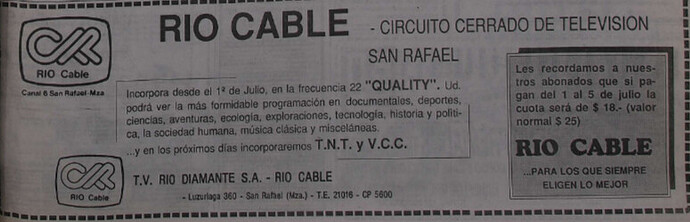 RIO CABLE - CIRCUITO CERRADO DE TELEVISION
SAN RAFAEL
CR
RIO Cable
Canal 6 San Rafael-Mza
Incorpora desde el 1º de Julio, en la frecuencia 22 "QUALITY". Ud.
podrá ver la más formidable programación en documentales, deportes,
ciencias, aventuras, ecología, exploraciones, tecnología, historia y políti-
ca, la sociedad humana, música clásica y misceláneas.
...y en los próximos días incorporaremos T.N.T. y V.C.C.
CR
RIO Cable
T.V. RIO DIAMANTE S.A. - RIO CABLE
- Luzuriaga 360 - San Rafael (Mza.) - T.E. 21016 - CP 5600
Les recordamos a nues-
tros abonados que si pa-
gan del 1 al 5 de julio la
cuota será de $ 18.- (valor
normal $ 25)
RIO CABLE
...PARA LOS QUE SIEMPRE
ELIGEN LO MEJOR